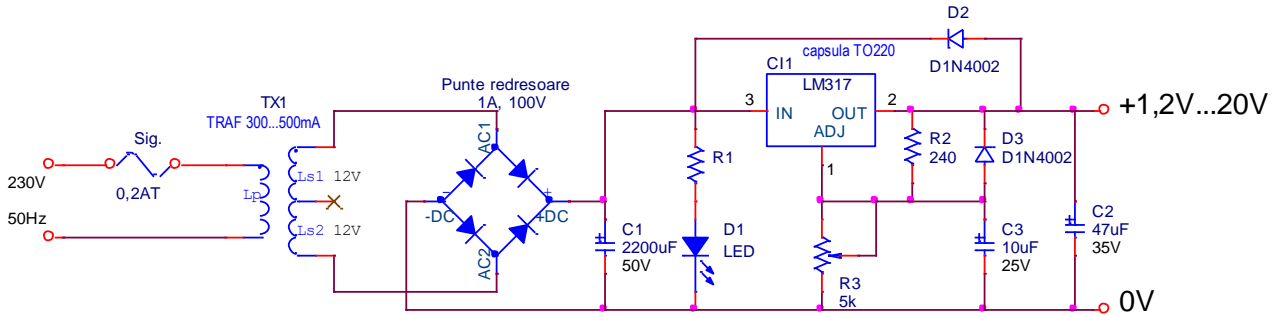 230V
50Hz
Sig.
0,2AT
TX1
TRAF 300...500mA
Lp
Ls1 12V
Ls2 12V
Punte redresoare
1A, 100V
AC1
AC2
-
+
-DC
+DC
C1
2200uF
50V
R1
D1
LED
capsula TO220
CI1
LM317
3
IN
OUT
ADJ
2
1
D2
D1N4002
R2
240
D3
D1N4002
R3
5k
C3
10uF
25V
C2
47uF
35V
+1,2V...20V
0V